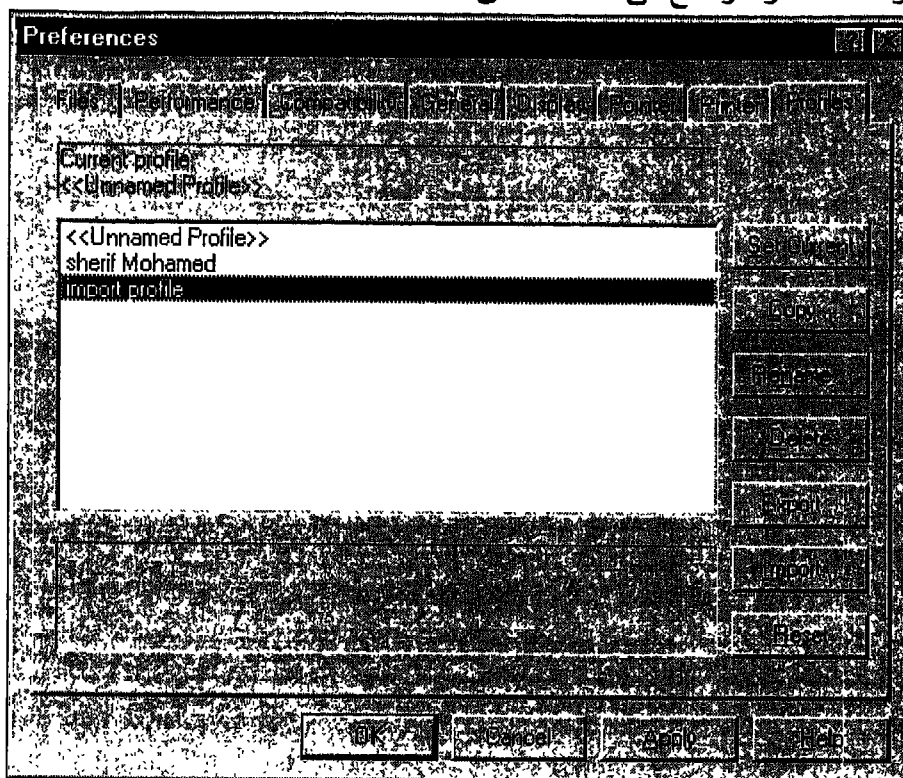 Preferences
Files Performance Compatibility General Display Pointer Printer Profiles
Current profile:
<<Unnamed Profile>>
<<Unnamed Profile>>
sherif Mohamed
import profile
Set Current
Copy...
Rename...
Delete
Export...
Import...
Reset
OK Cancel Apply Help